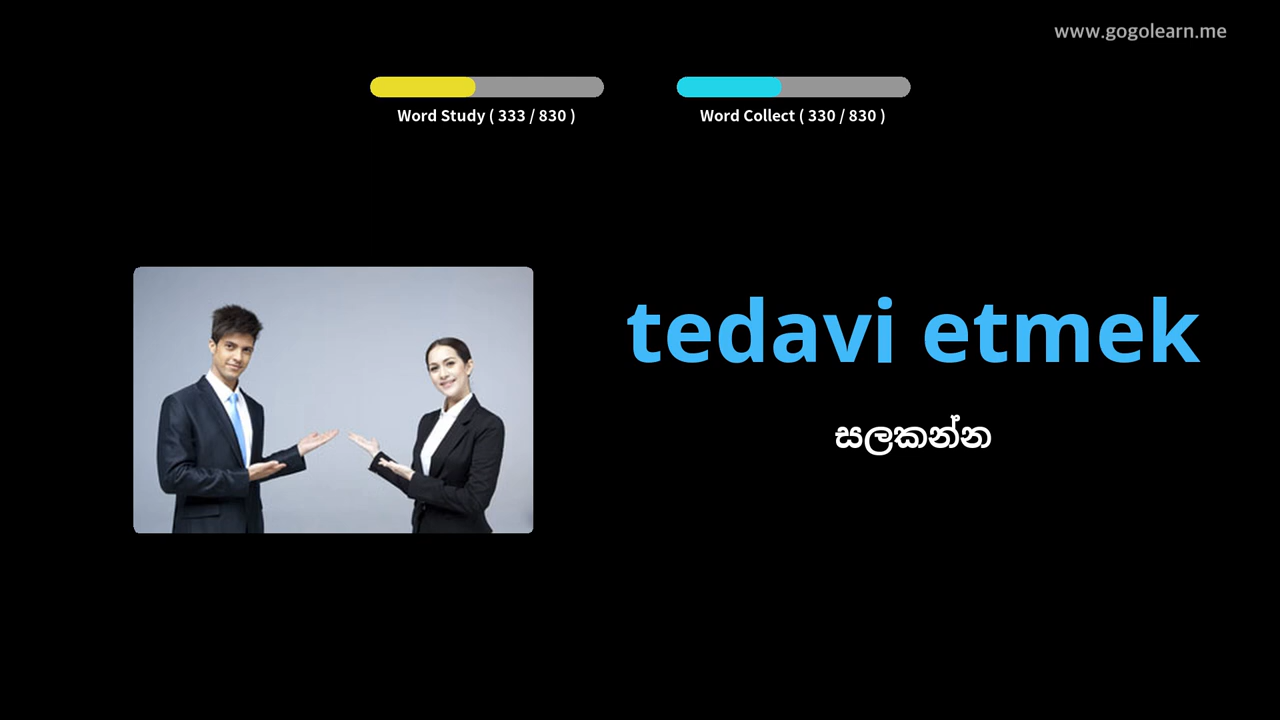 www.gogolearn.me
Word Study ( 333 / 830 )
Word Collect ( 330 / 830 )
tedavi etmek
සලකන්න